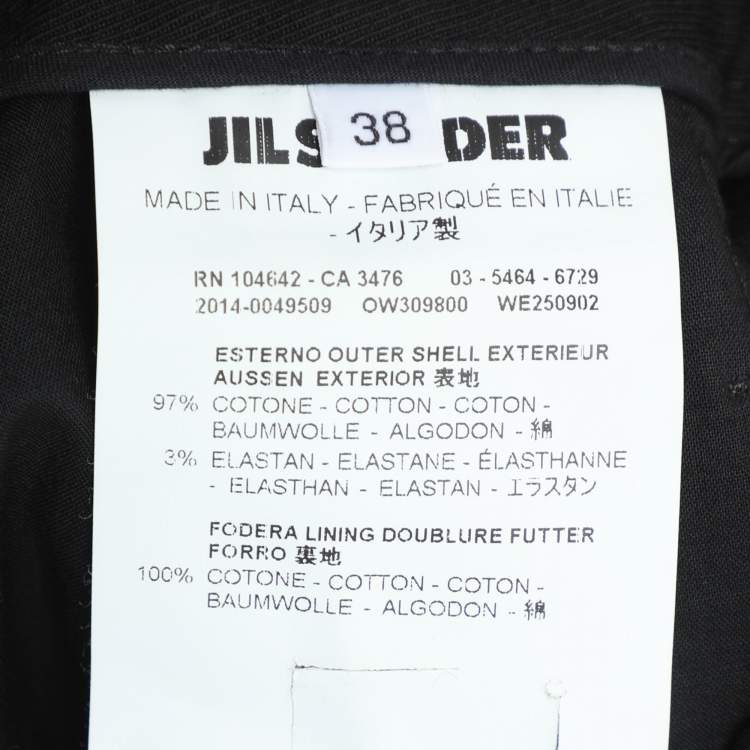 JILS DER
38
MADE IN ITALY - FABRIQUÉ EN ITALIE
- イタリア製
RN 104642 - CA 3476 03 - 5464 - 6729
2014-0049509 OW309800 WE250902
ESTERNO OUTER SHELL EXTERIEUR
AUSSEN EXTERIOR 表地
97% COTONE - COTTON - COTON -
BAUMWOLLE - ALGODON - 綿
3% ELASTAN - ELASTANE - ÉLASTHANNE
- ELASTHAN - ELASTAN - エラスタン
FODERA LINING DOUBLURE FUTTER
FORRO 裏地
100% COTONE - COTTON - COTON -
BAUMWOLLE - ALGODON - 綿